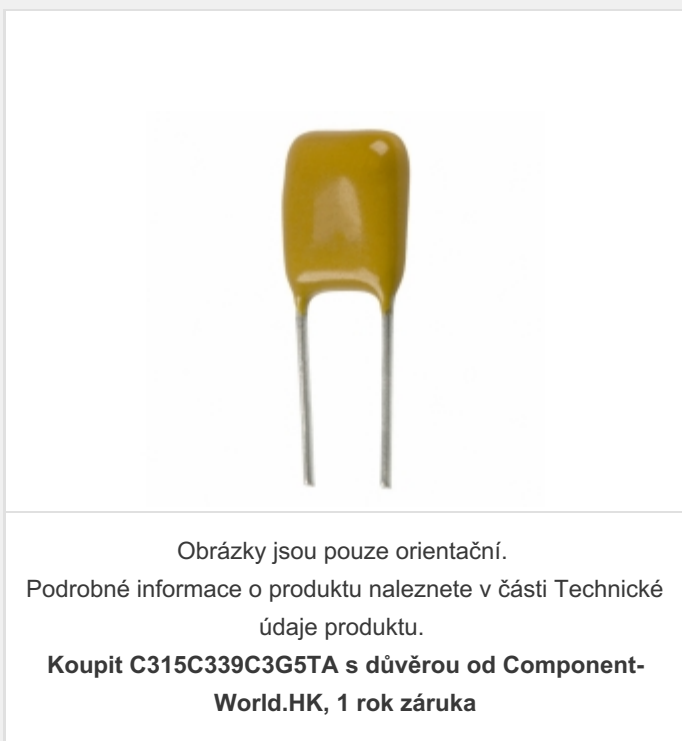 Obrázky jsou pouze orientační.
Podrobné informace o produktu naleznete v části Technické
údaje produktu.
Koupit C315C339C3G5TA s důvěrou od Component-
World.HK, 1 rok záruka